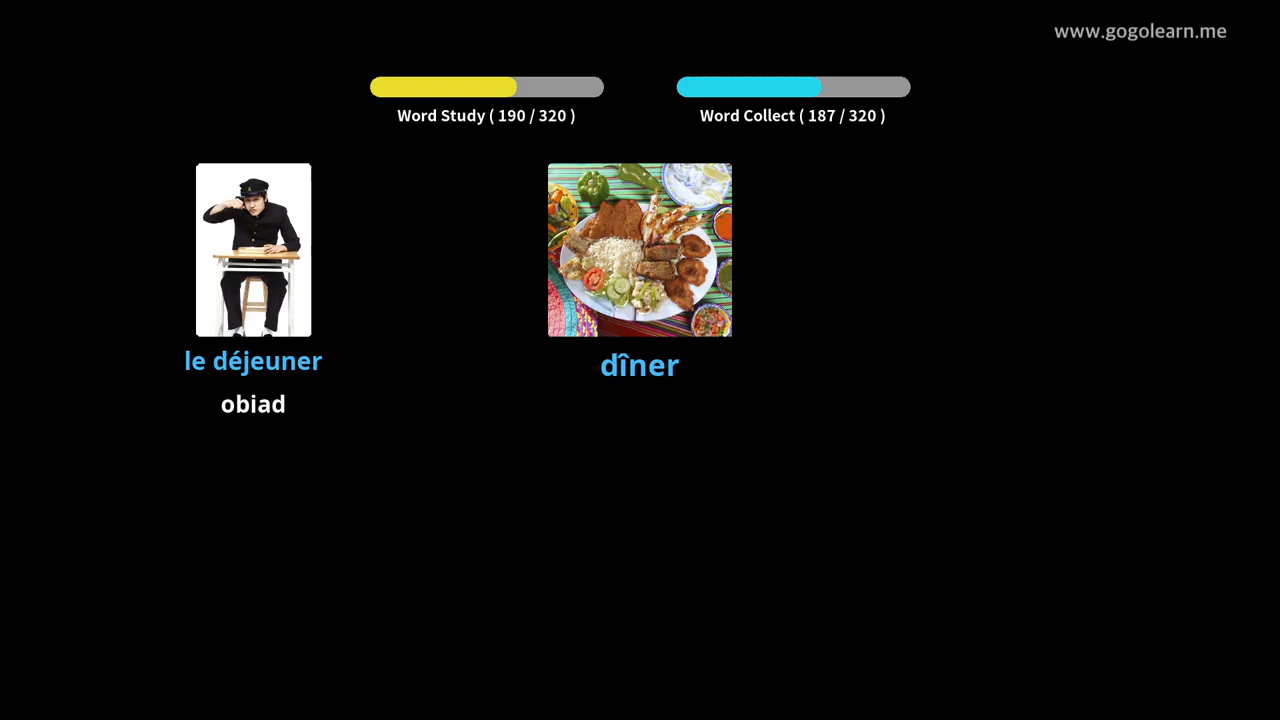 www.gogolearn.me
Word Study ( 190 / 320 )
Word Collect ( 187 / 320 )
le déjeuner
obiad
dîner